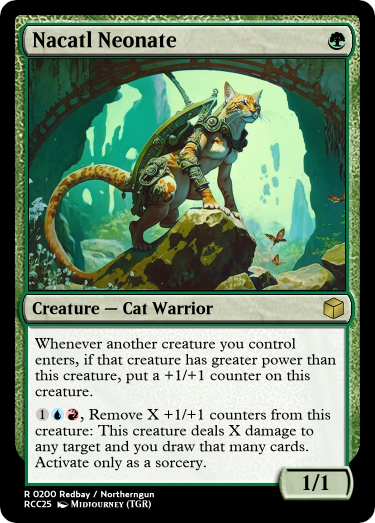 Nacatl Neonate
Creature — Cat Warrior
Whenever another creature you control
enters, if that creature has greater power than
this creature, put a +1/+1 counter on this
creature.
1, Remove X +1/+1 counters from this
creature: This creature deals X damage to
any target and you draw that many cards.
Activate only as a sorcery.
1/1
R 0200 Redbay / Northerngun
RCC25 Midjourney (TGR)